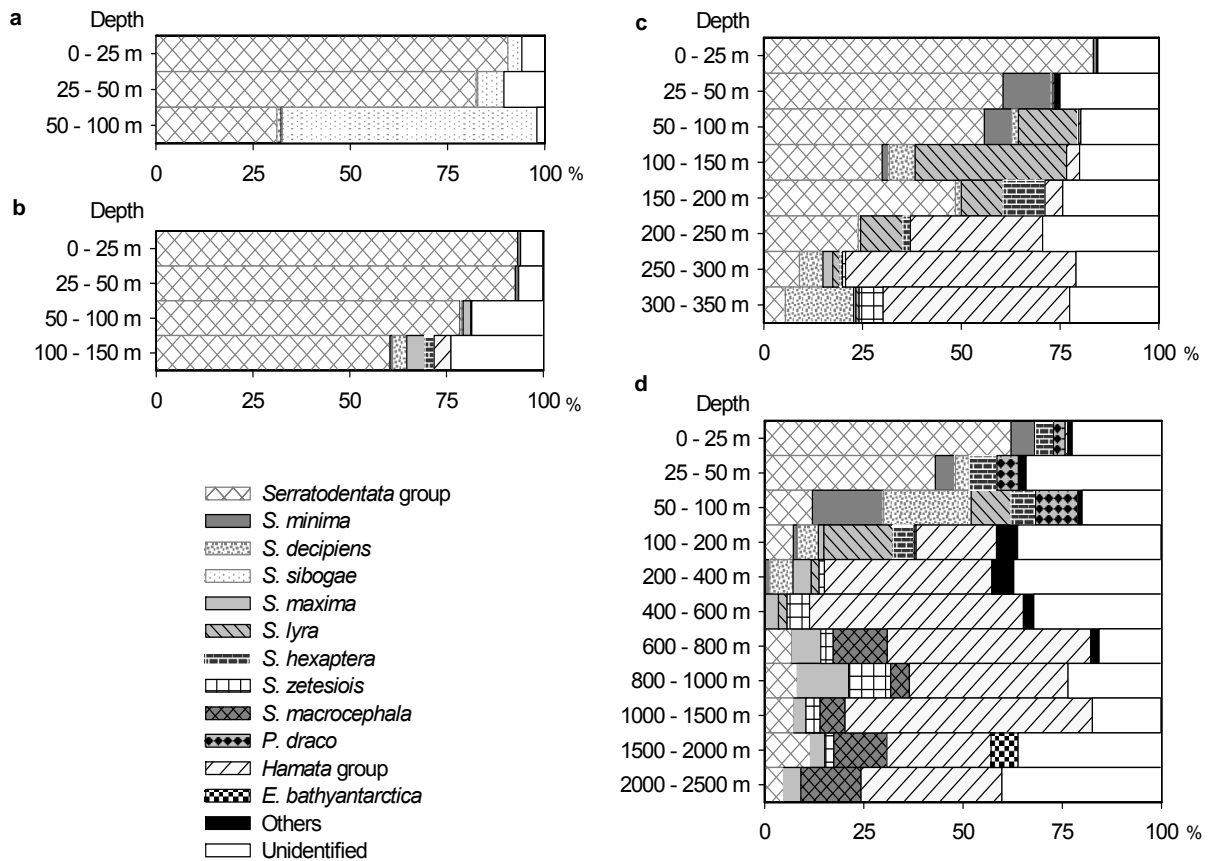 a
Depth
0 - 25 m
25 - 50 m
50 - 100 m
0 25 50 75 100 %
b
Depth
0 - 25 m
25 - 50 m
50 - 100 m
100 - 150 m
0 25 50 75 100 %
Serratodentata group
S. minima
S. decipiens
S. sibogae
S. maxima
S. lyra
S. hexaptera
S. zetesiois
S. macrocephala
P. draco
Hamata group
E. bathyantarctica
Others
Unidentified
c
Depth
0 - 25 m
25 - 50 m
50 - 100 m
100 - 150 m
150 - 200 m
200 - 250 m
250 - 300 m
300 - 350 m
0 25 50 75 100 %
d
Depth
0 - 25 m
25 - 50 m
50 - 100 m
100 - 200 m
200 - 400 m
400 - 600 m
600 - 800 m
800 - 1000 m
1000 - 1500 m
1500 - 2000 m
2000 - 2500 m
0 25 50 75 100 %